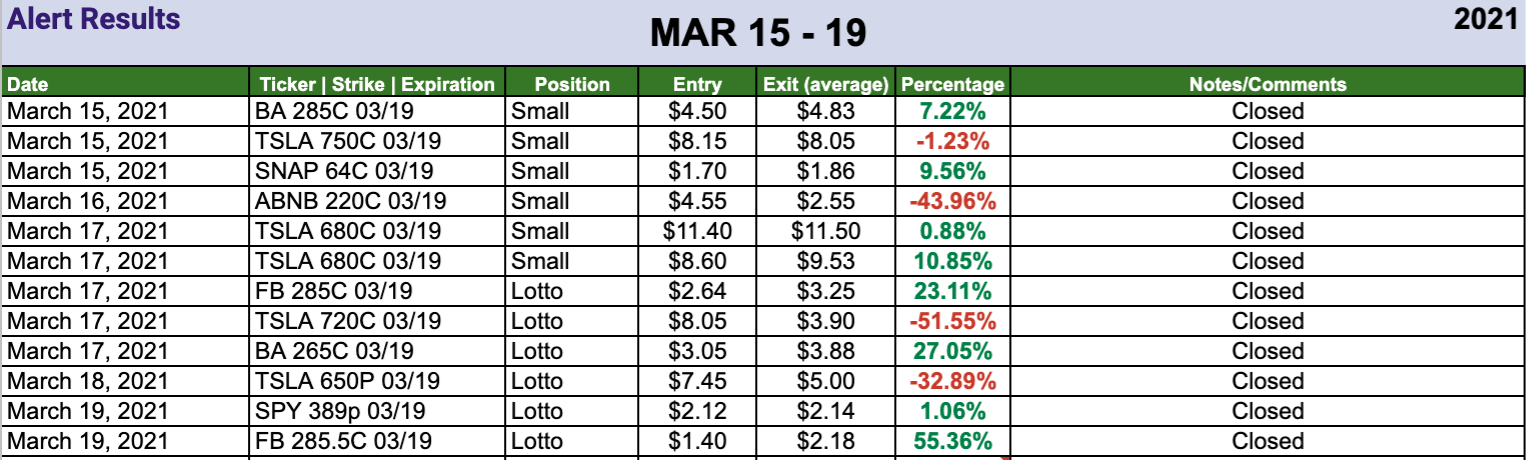 Alert Results
MAR 15 - 19
2021
Date Ticker | Strike | Expiration Position Entry Exit (average) Percentage Notes/Comments
March 15, 2021 BA 285C 03/19 Small $4.50 $4.83 7.22% Closed
March 15, 2021 TSLA 750C 03/19 Small $8.15 $8.05 -1.23% Closed
March 15, 2021 SNAP 64C 03/19 Small $1.70 $1.86 9.56% Closed
March 16, 2021 ABNB 220C 03/19 Small $4.55 $2.55 -43.96% Closed
March 17, 2021 TSLA 680C 03/19 Small $11.40 $11.50 0.88% Closed
March 17, 2021 TSLA 680C 03/19 Small $8.60 $9.53 10.85% Closed
March 17, 2021 FB 285C 03/19 Lotto $2.64 $3.25 23.11% Closed
March 17, 2021 TSLA 720C 03/19 Lotto $8.05 $3.90 -51.55% Closed
March 17, 2021 BA 265C 03/19 Lotto $3.05 $3.88 27.05% Closed
March 18, 2021 TSLA 650P 03/19 Lotto $7.45 $5.00 -32.89% Closed
March 19, 2021 SPY 389p 03/19 Lotto $2.12 $2.14 1.06% Closed
March 19, 2021 FB 285.5C 03/19 Lotto $1.40 $2.18 55.36% Closed